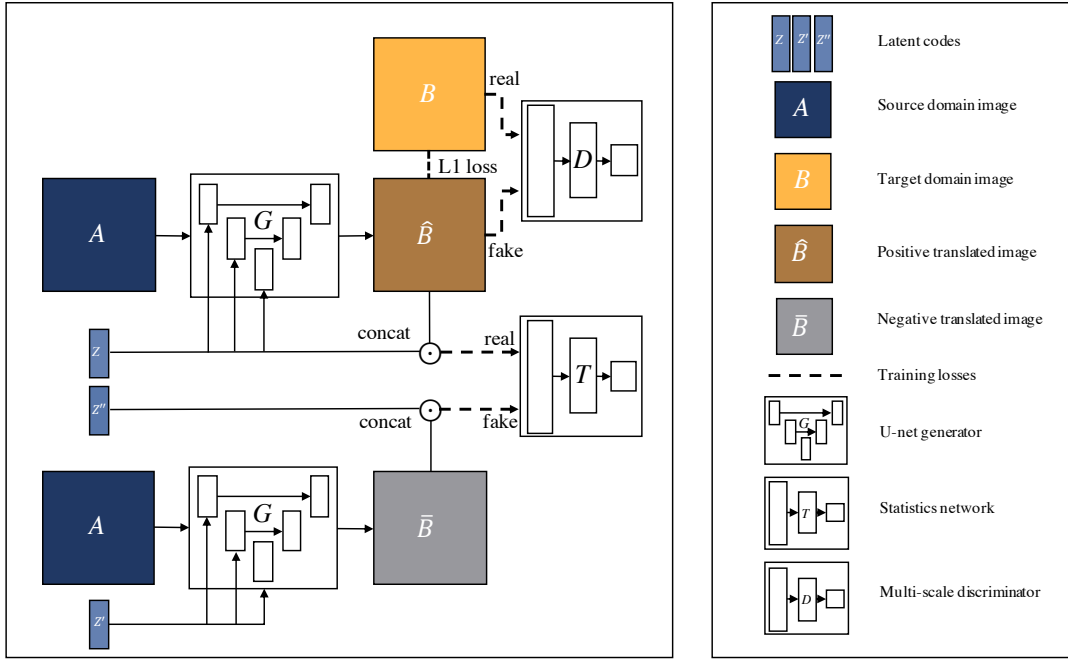 B
real
D
L1 loss
A
G
B̂
fake
concat
real
Z
T
Z''
concat
fake
A
G
B̄
Z'
Z Z' Z''
Latent codes
A
Source domain image
B
Target domain image
B̂
Positive translated image
B̄
Negative translated image
Training losses
G
U-net generator
T
Statistics network
D
Multi-scale discriminator